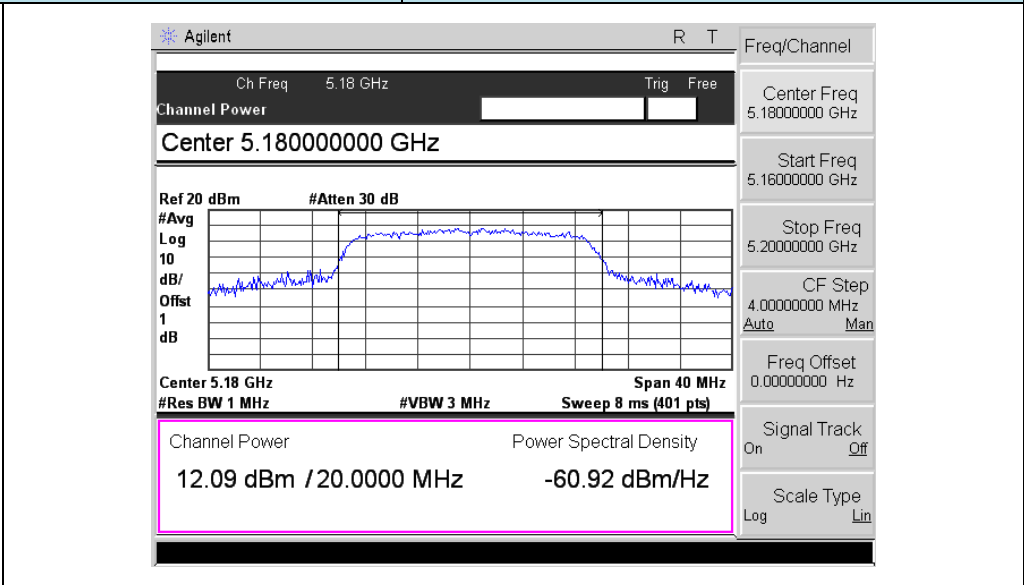 Agilent R T
Freq/Channel
Ch Freq 5.18 GHz Trig Free
Channel Power
Center 5.180000000 GHz
Ref 20 dBm #Atten 30 dB
#Avg
Log
10
dB/
Offst
1
dB
Center 5.18 GHz Span 40 MHz
#Res BW 1 MHz #VBW 3 MHz Sweep 8 ms (401 pts)
Channel Power Power Spectral Density
12.09 dBm / 20.0000 MHz -60.92 dBm/Hz
Center Freq
5.18000000 GHz
Start Freq
5.16000000 GHz
Stop Freq
5.20000000 GHz
CF Step
4.00000000 MHz
Auto Man
Freq Offset
0.00000000 Hz
Signal Track
On Off
Scale Type
Log Lin